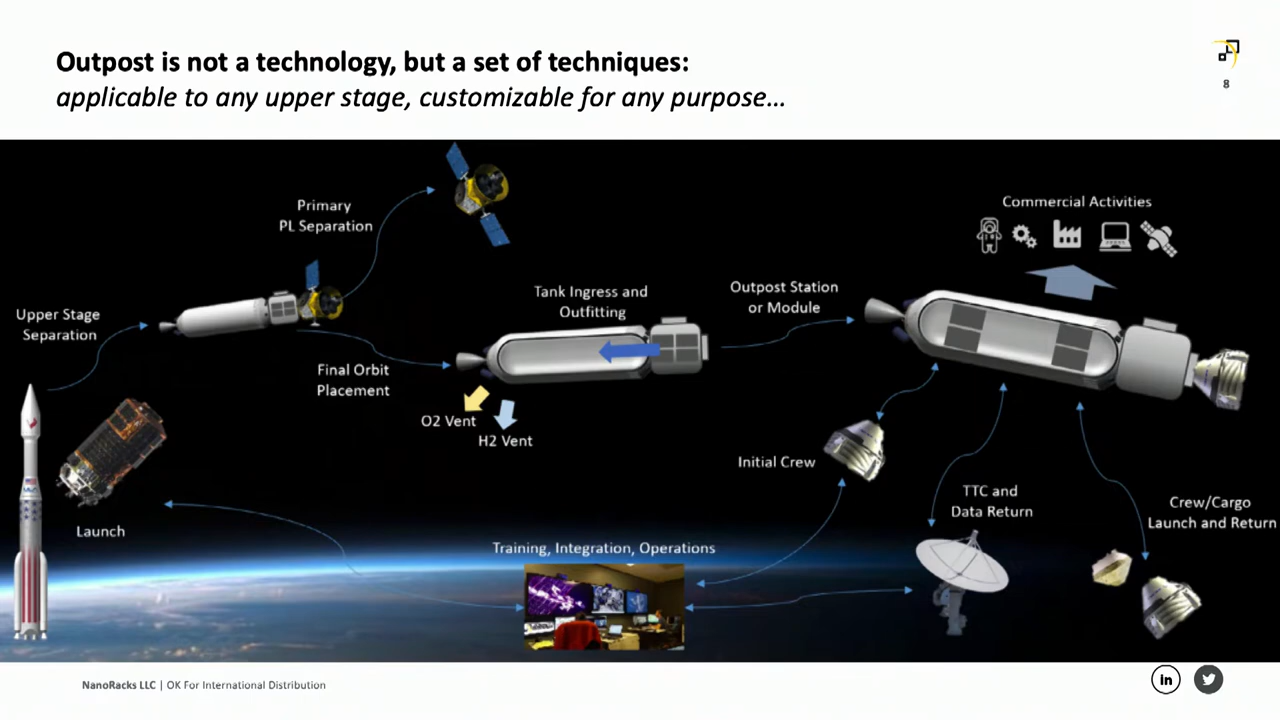 Outpost is not a technology, but a set of techniques:
applicable to any upper stage, customizable for any purpose...
8
Primary
PL Separation
Commercial Activities
Upper Stage
Separation
Tank Ingress and
Outfitting
Outpost Station
or Module
Final Orbit
Placement
O2 Vent
H2 Vent
Initial Crew
TTC and
Data Return
Crew/Cargo
Launch and Return
Launch
Training, Integration, Operations
NanoRacks LLC | OK For International Distribution
in